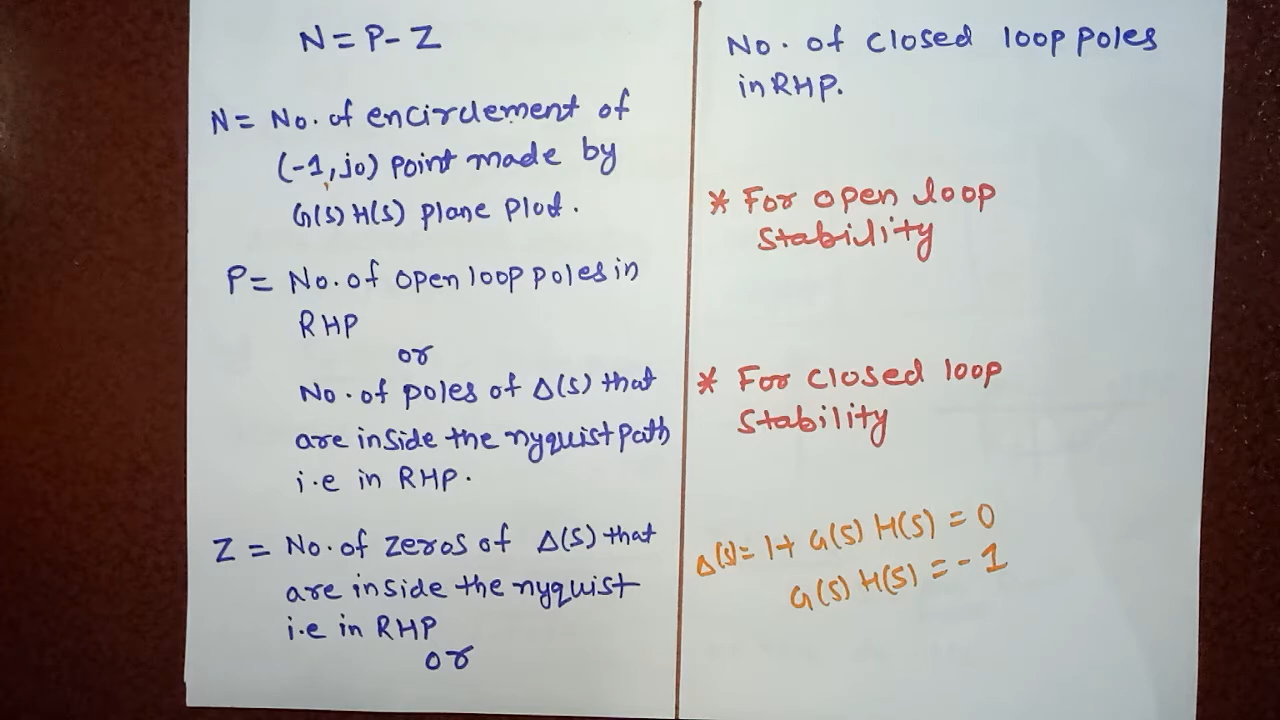 N = P - Z
N = No. of encirclement of
(-1, j0) point made by
G(s) H(s) plane plot.
P = No. of open loop poles in
RHP
or
No. of poles of Δ(s) that
are inside the nyquist path
i.e in RHP.
Z = No. of zeros of Δ(s) that
are inside the nyquist
i.e in RHP
or
No. of closed loop poles
in RHP.
* For open loop
stability
* For closed loop
stability
Δ(s) = 1 + G(s) H(s) = 0
G(s) H(s) = -1